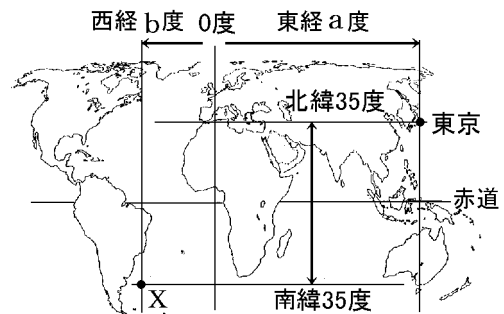 西経b度 0度 東経a度
北緯35度
東京
赤道
X 南緯35度